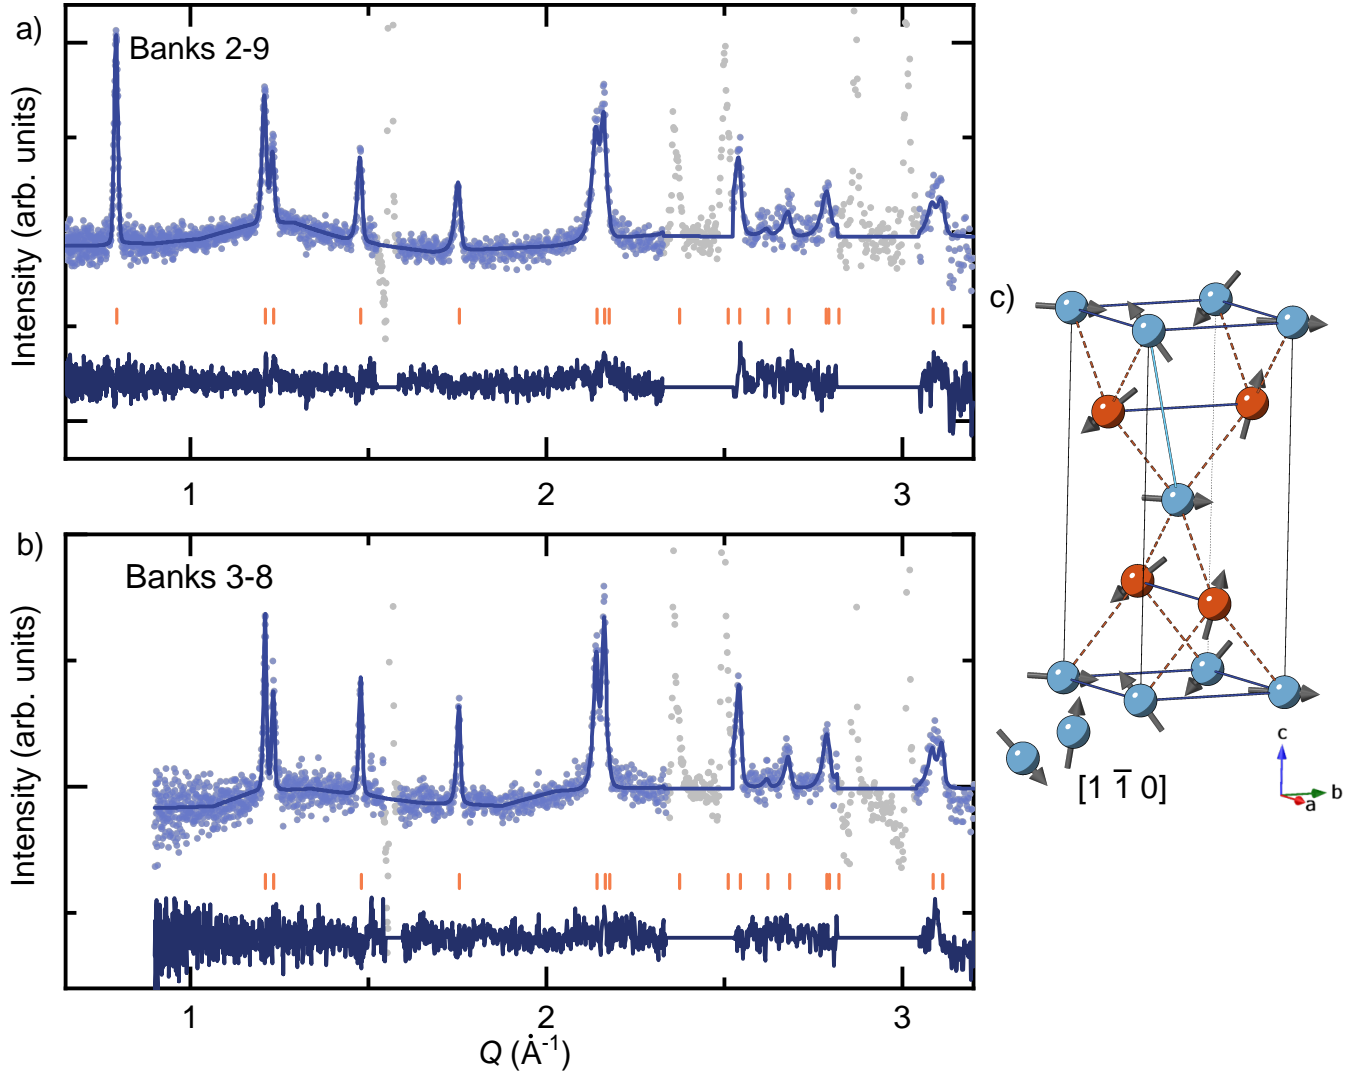 a)
Banks 2-9
Intensity (arb. units)
1
2
3
b)
Banks 3-8
Intensity (arb. units)
1
2
3
Q (Å⁻¹)
c)
[1 1̅ 0]
c
b
a